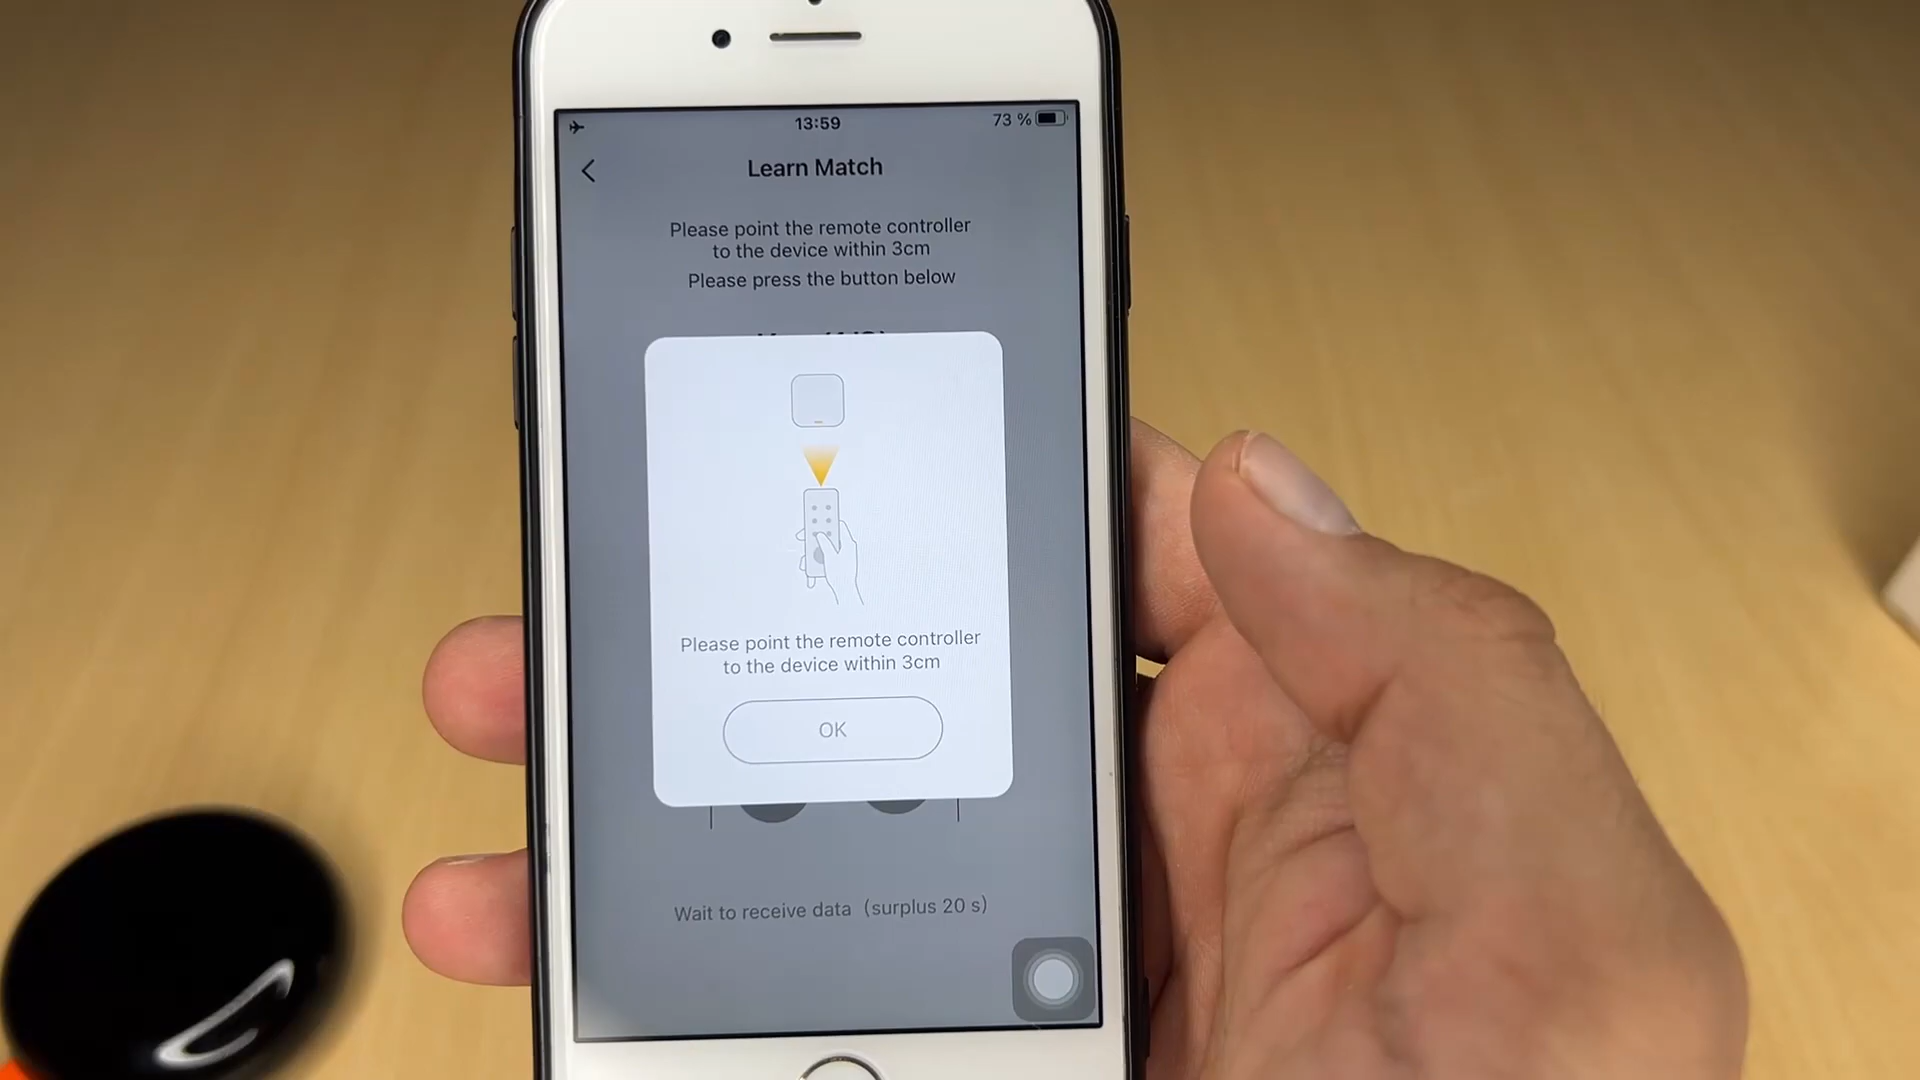 13:59
73 %
Learn Match
Please point the remote controller
to the device within 3cm
Please press the button below
Please point the remote controller
to the device within 3cm
OK
Wait to receive data (surplus 20 s)